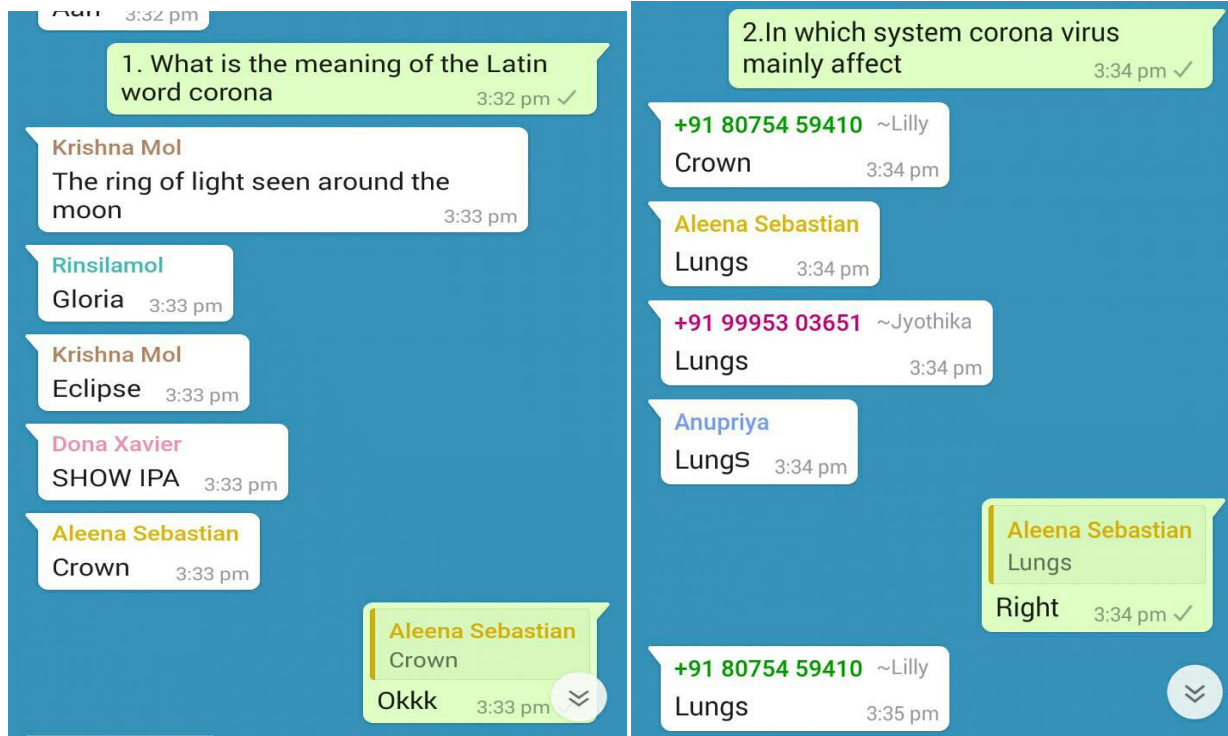 Aah 3:32 pm
1. What is the meaning of the Latin
word corona 3:32 pm
Krishna Mol
The ring of light seen around the
moon 3:33 pm
Rinsilamol
Gloria 3:33 pm
Krishna Mol
Eclipse 3:33 pm
Dona Xavier
SHOW IPA 3:33 pm
Aleena Sebastian
Crown 3:33 pm
Aleena Sebastian
Crown
Okkk 3:33 pm
2.In which system corona virus
mainly affect 3:34 pm
+91 80754 59410 ~Lilly
Crown 3:34 pm
Aleena Sebastian
Lungs 3:34 pm
+91 99953 03651 ~Jyothika
Lungs 3:34 pm
Anupriya
Lungs 3:34 pm
Aleena Sebastian
Lungs
Right 3:34 pm
+91 80754 59410 ~Lilly
Lungs 3:35 pm